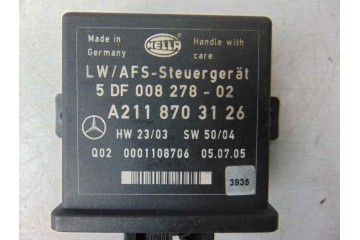 Made in Germany
HELLA
Handle with care
LW/AFS-Steuergerät
5 DF 008 278 - 02
A211 870 31 26
HW 23/03 SW 50/04
Q02 0001108706 05.07.05
3935